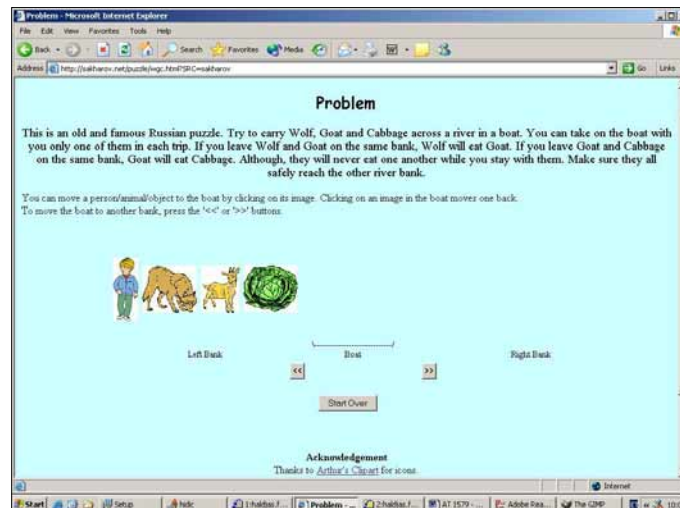 Problem - Microsoft Internet Explorer
File Edit View Favorites Tools Help
Back Search Favorites Media
Address http://sakharov.net/puzzle/wgc.html?SRC=sakharov Go Links
Problem
This is an old and famous Russian puzzle. Try to carry Wolf, Goat and Cabbage across a river in a boat. You can take on the boat with
you only one of them in each trip. If you leave Wolf and Goat on the same bank, Wolf will eat Goat. If you leave Goat and Cabbage
on the same bank, Goat will eat Cabbage. Although, they will never eat one another while you stay with them. Make sure they all
safely reach the other river bank.
You can move a person/animal/object to the boat by clicking on its image. Clicking on an image in the boat moves one back.
To move the boat to another bank, press the '<<' or '>>' buttons.
Left Bank Boat Right Bank
<< >>
Start Over
Acknowledgement
Thanks to Arthur's Clipart for icons.
Internet
Start Setup hide Problem - ... AT 1579 - ... Adobe Rea... The GIMP